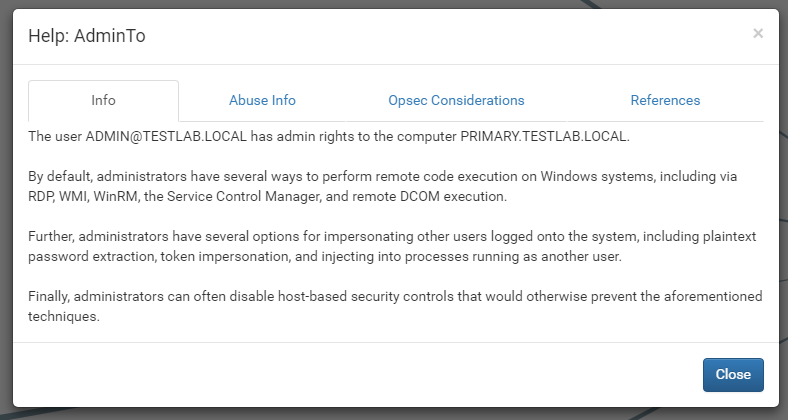 Help: AdminTo
×
Info
Abuse Info
Opsec Considerations
References
The user ADMIN@TESTLAB.LOCAL has admin rights to the computer PRIMARY.TESTLAB.LOCAL.
By default, administrators have several ways to perform remote code execution on Windows systems, including via
RDP, WMI, WinRM, the Service Control Manager, and remote DCOM execution.
Further, administrators have several options for impersonating other users logged onto the system, including plaintext
password extraction, token impersonation, and injecting into processes running as another user.
Finally, administrators can often disable host-based security controls that would otherwise prevent the aforementioned
techniques.
Close